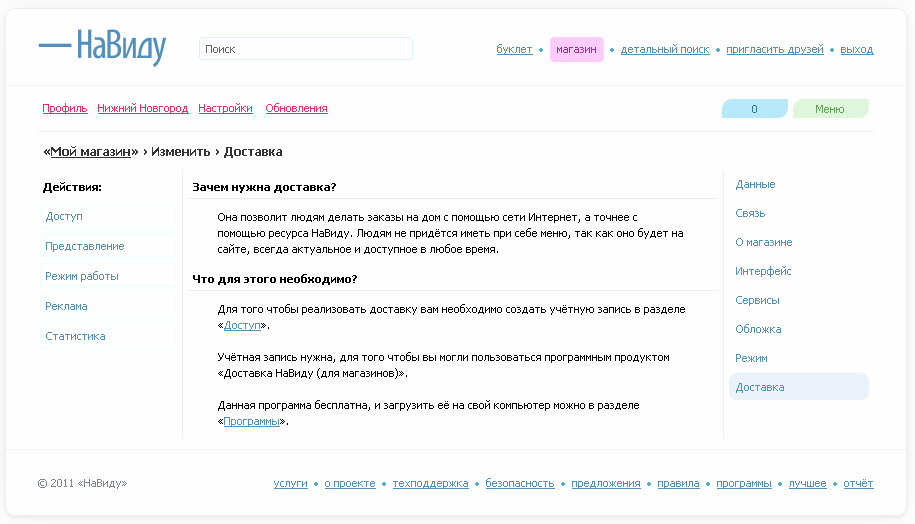 — НаВиду
Поиск
буклет • магазин • детальный поиск • пригласить друзей • выход
Профиль Нижний Новгород Настройки Обновления
0 Меню
«Мой магазин» › Изменить › Доставка
Действия:
Доступ
Представление
Режим работы
Реклама
Статистика
Зачем нужна доставка?
Она позволит людям делать заказы на дом с помощью сети Интернет, а точнее с
помощью ресурса НаВиду. Людям не придётся иметь при себе меню, так как оно будет на
сайте, всегда актуальное и доступное в любое время.
Что для этого необходимо?
Для того чтобы реализовать доставку вам необходимо создать учётную запись в разделе
«Доступ».
Учётная запись нужна, для того чтобы вы могли пользоваться программным продуктом
«Доставка НаВиду (для магазинов)».
Данная программа бесплатна, и загрузить её на свой компьютер можно в разделе
«Программы».
Данные
Связь
О магазине
Интерфейс
Сервисы
Обложка
Режим
Доставка
© 2011 «НаВиду»
услуги • о проекте • техподдержка • безопасность • предложения • правила • программы • лучшее • отчёт